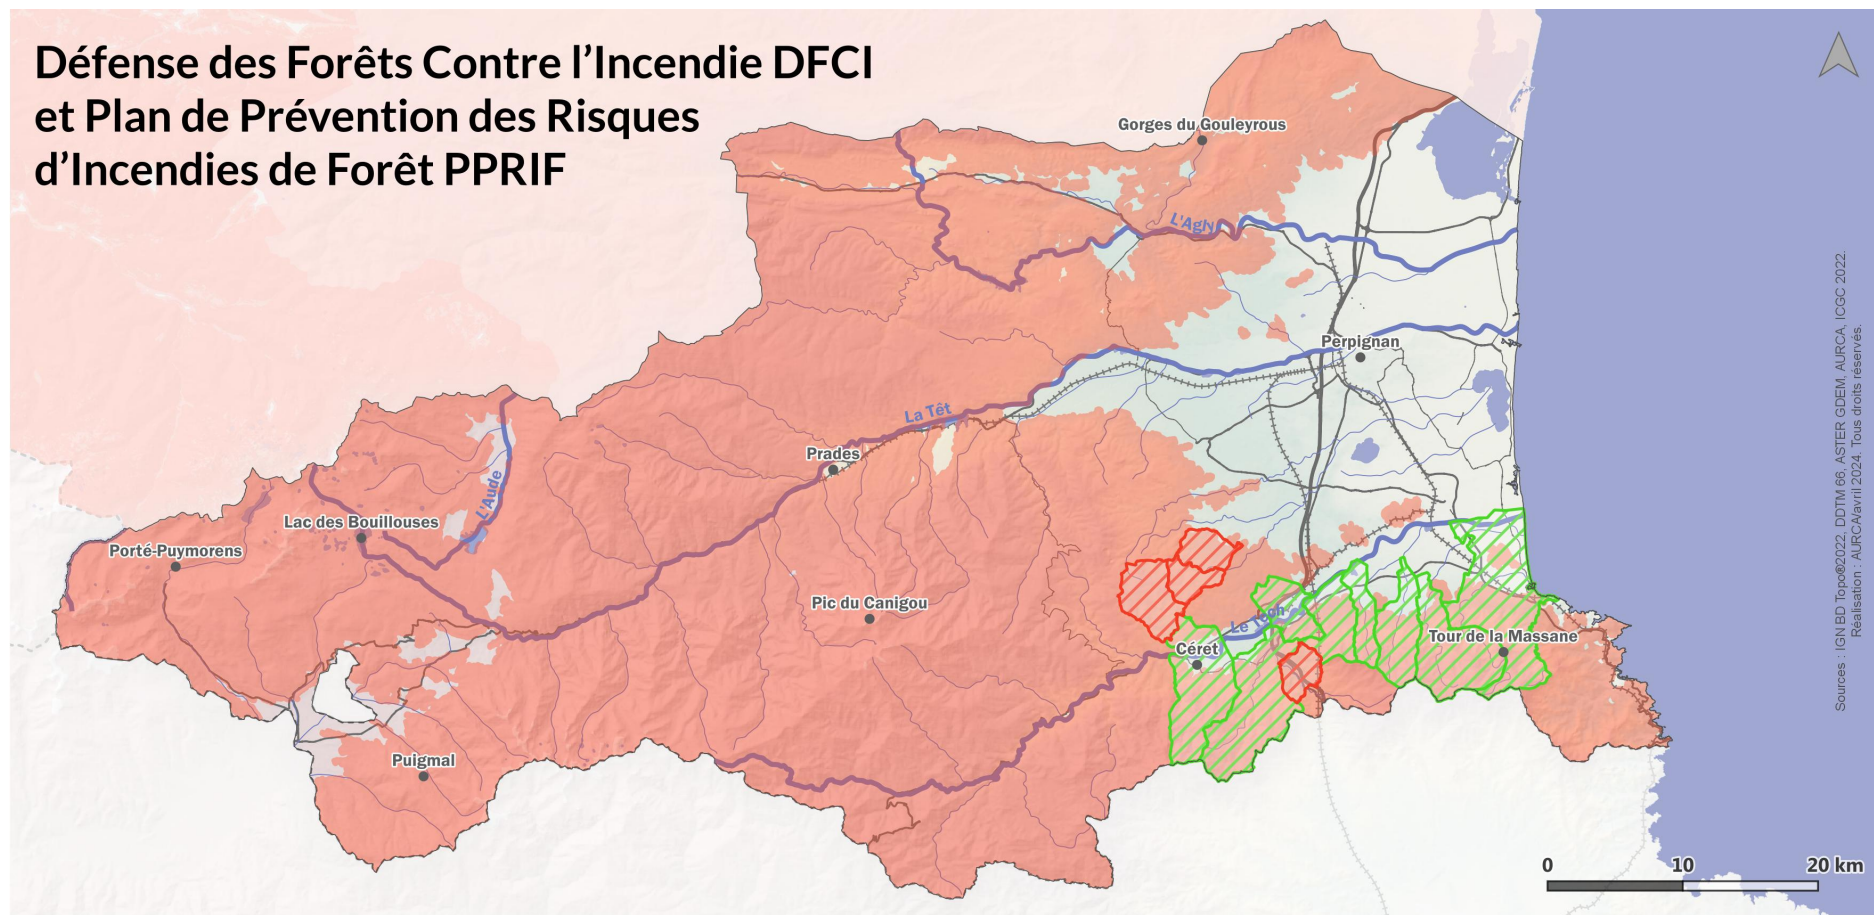 Défense des Forêts Contre l’Incendie DFCI
et Plan de Prévention des Risques
d’Incendies de Forêt PPRIF
Gorges du Gouleyrous
L'Agly
Perpignan
La Têt
Prades
L'Aude
Lac des Bouillouses
Porté-Puymorens
Pic du Canigou
Le Tech
Céret
Tour de la Massane
Puigmal
0 10 20 km
Sources : IGN BD Topo®2022, DDTM 66, ASTER GDEM, AURCA, ICGC 2022.
Réalisation : AURCA/avril 2024. Tous droits réservés.